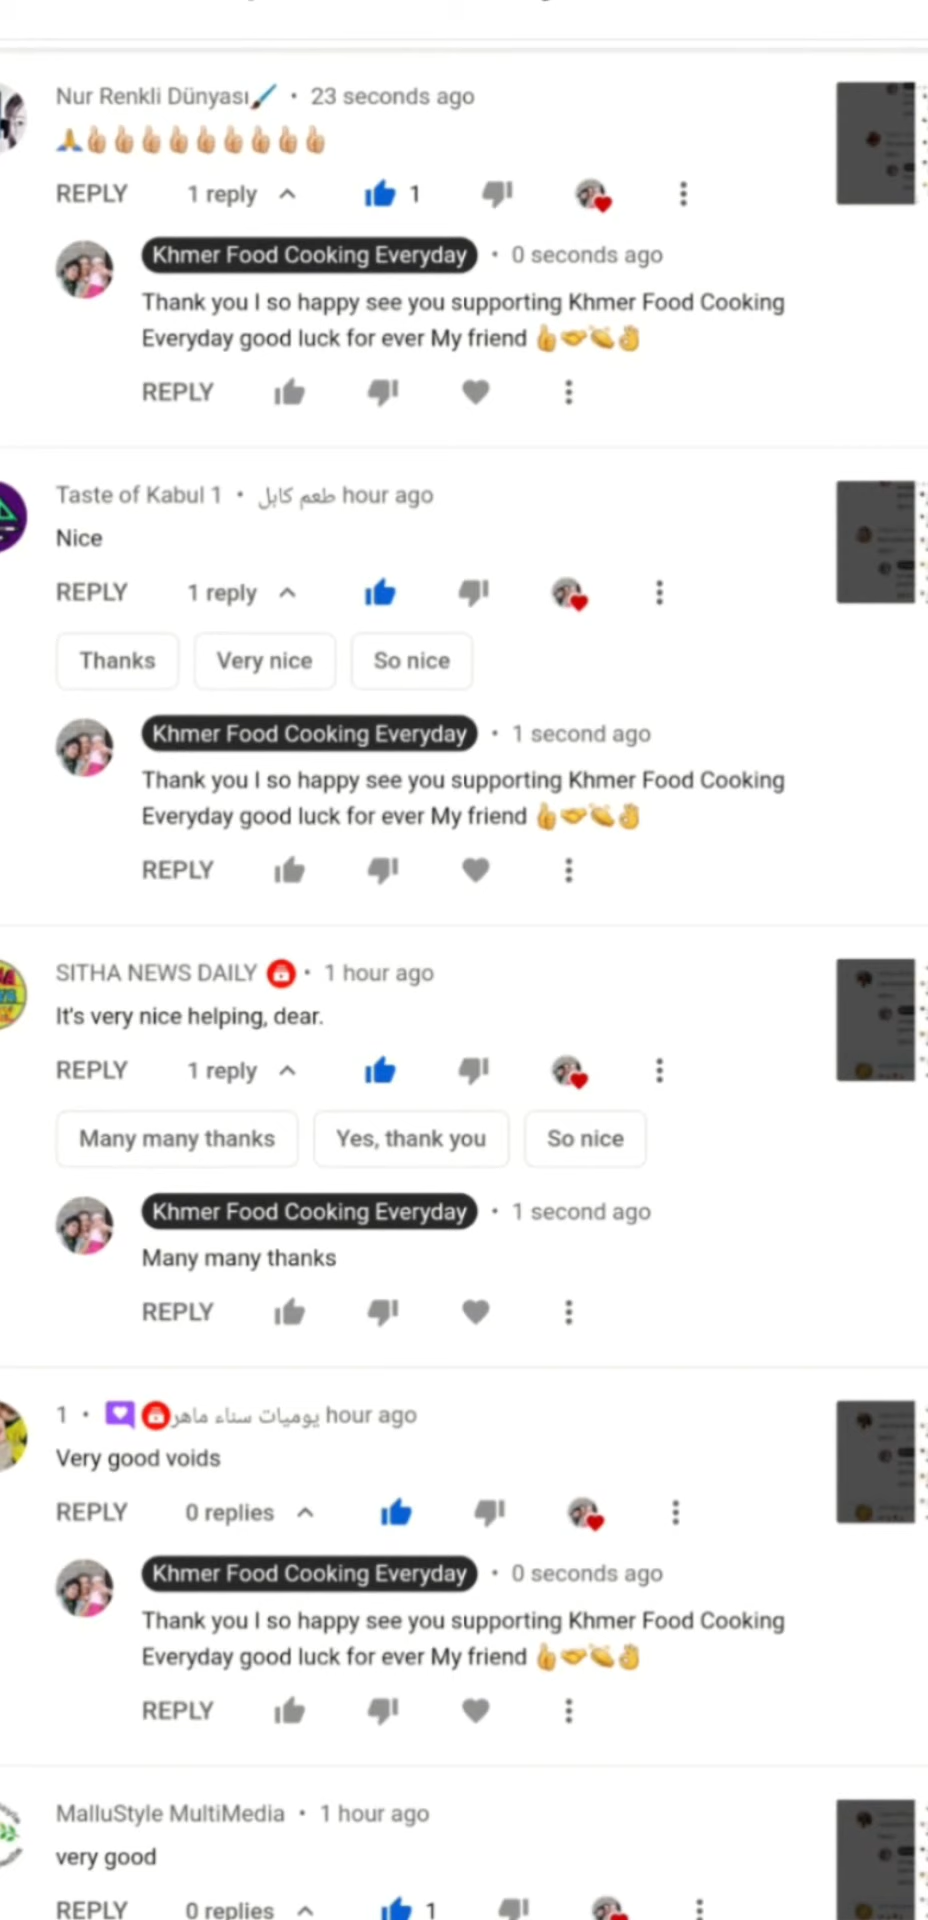 Nur Renkli Dünyası🖌️ • 23 seconds ago
🙏👍🏼👍🏼👍🏼👍🏼👍🏼👍🏼👍🏼👍🏼👍🏼
REPLY 1 reply 1
Khmer Food Cooking Everyday • 0 seconds ago
Thank you I so happy see you supporting Khmer Food Cooking
Everyday good luck for ever My friend 👍🤝👏👌
REPLY
Taste of Kabul 1 • طعم کابل hour ago
Nice
REPLY 1 reply
Thanks Very nice So nice
Khmer Food Cooking Everyday • 1 second ago
Thank you I so happy see you supporting Khmer Food Cooking
Everyday good luck for ever My friend 👍🤝👏👌
REPLY
SITHA NEWS DAILY • 1 hour ago
It's very nice helping, dear.
REPLY 1 reply
Many many thanks Yes, thank you So nice
Khmer Food Cooking Everyday • 1 second ago
Many many thanks
REPLY
1 • يوميات سناء ماهر hour ago
Very good voids
REPLY 0 replies
Khmer Food Cooking Everyday • 0 seconds ago
Thank you I so happy see you supporting Khmer Food Cooking
Everyday good luck for ever My friend 👍🤝👏👌
REPLY
MalluStyle MultiMedia • 1 hour ago
very good
REPLY 0 replies 1